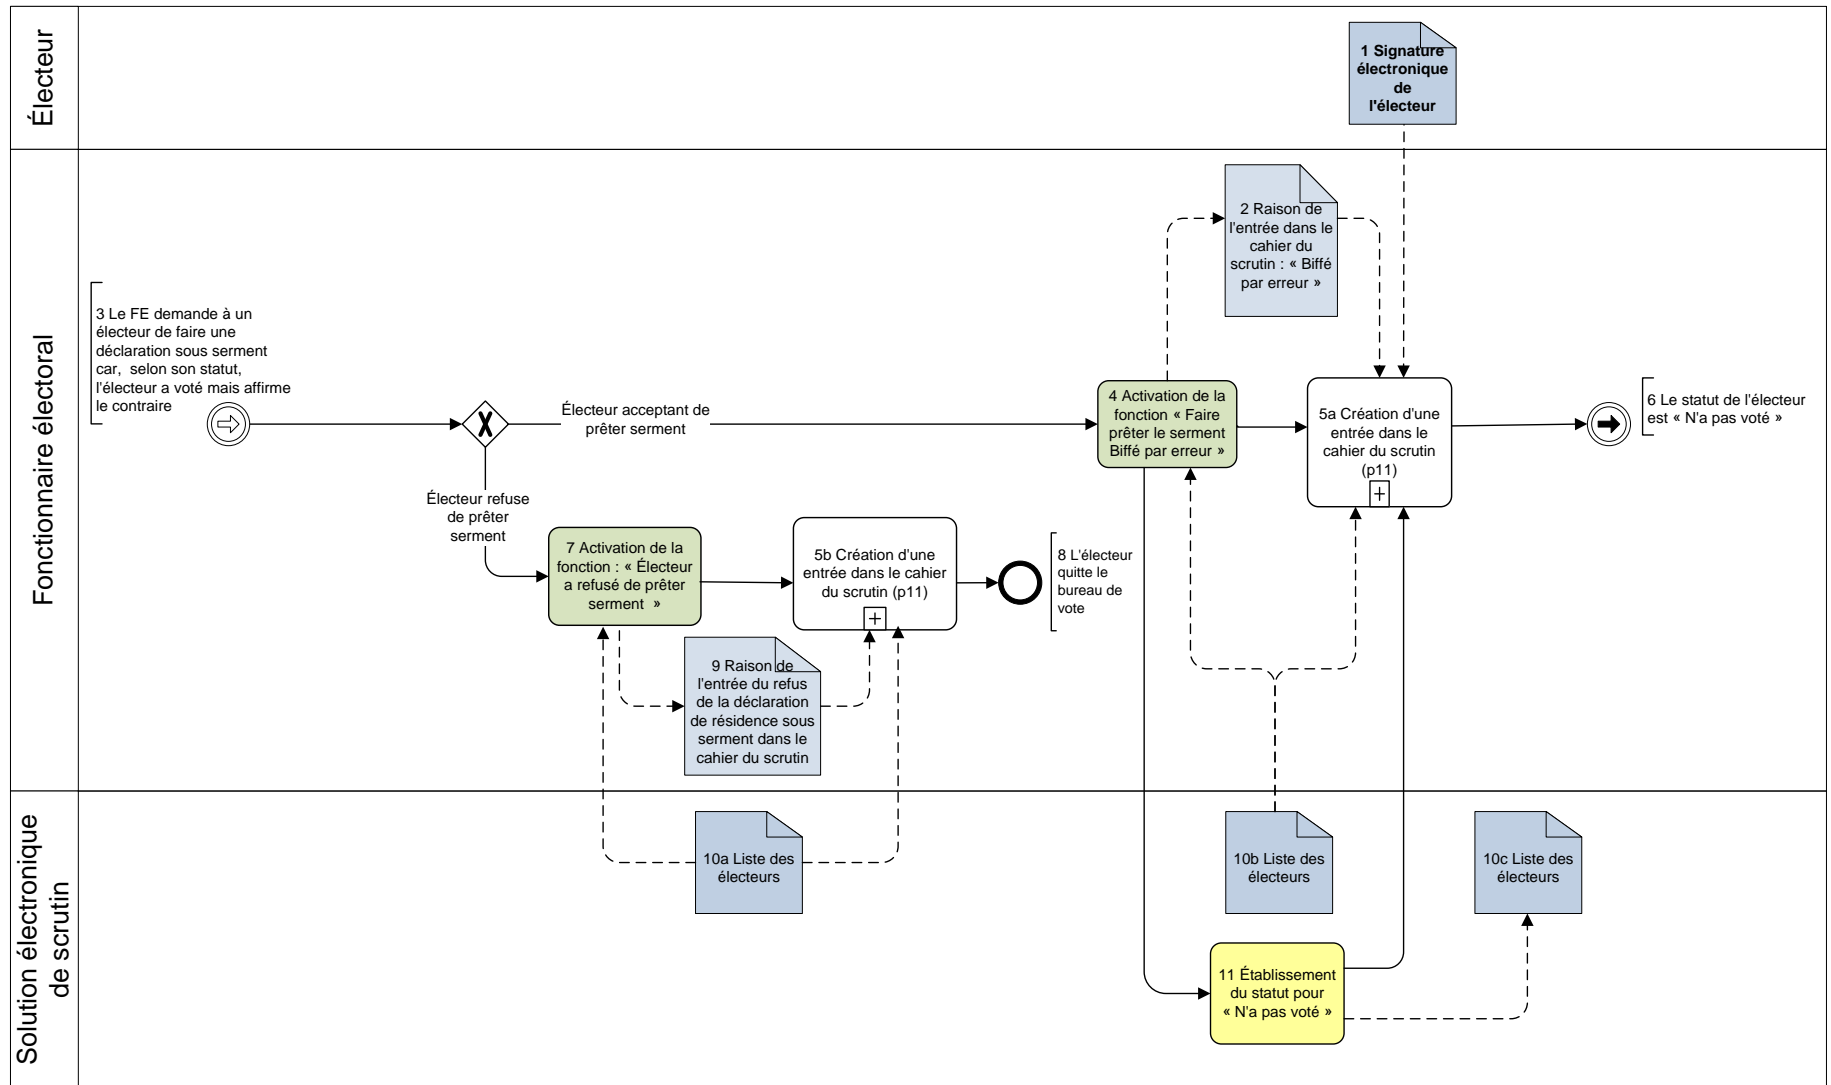 Électeur
1 Signature
électronique
de
l'électeur
Fonctionnaire électoral
2 Raison de
l'entrée dans le
cahier du
scrutin : « Biffé
par erreur »
3 Le FE demande à un
électeur de faire une
déclaration sous serment
car, selon son statut,
l'électeur a voté mais affirme
le contraire
Électeur acceptant de
prêter serment
4 Activation de la
fonction « Faire
prêter le serment
Biffé par erreur »
5a Création d'une
entrée dans le
cahier du scrutin
(p11)
6 Le statut de l'électeur
est « N'a pas voté »
Électeur refuse
de prêter
serment
7 Activation de la
fonction : « Électeur
a refusé de prêter
serment »
5b Création d'une
entrée dans le cahier
du scrutin (p11)
8 L'électeur
quitte le
bureau de
vote
9 Raison de
l'entrée du refus
de la déclaration
de résidence sous
serment dans le
cahier du scrutin
Solution électronique
de scrutin
10a Liste des
électeurs
10b Liste des
électeurs
10c Liste des
électeurs
11 Établissement
du statut pour
« N'a pas voté »